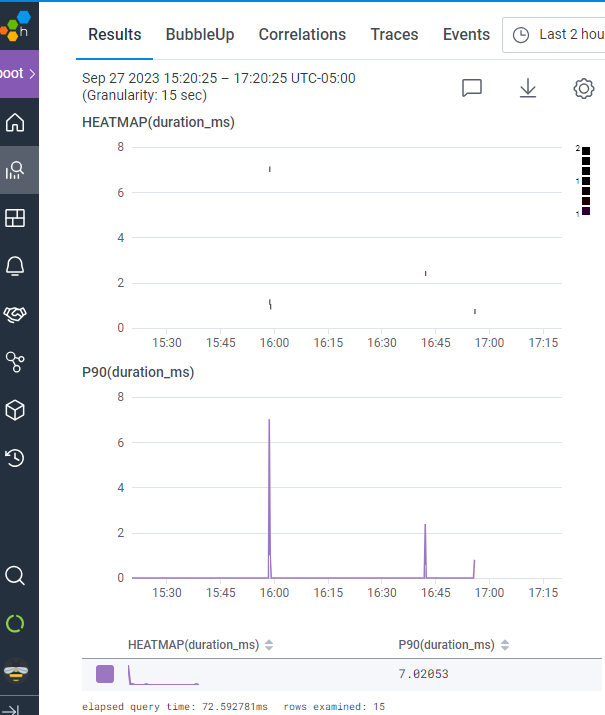 h
Results BubbleUp Correlations Traces Events Last 2 hou
oot
Sep 27 2023 15:20:25 – 17:20:25 UTC-05:00
(Granularity: 15 sec)
HEATMAP(duration_ms)
8
6
4
2
0
2
1
1
15:30 15:45 16:00 16:15 16:30 16:45 17:00 17:15
P90(duration_ms)
8
6
4
2
0
15:30 15:45 16:00 16:15 16:30 16:45 17:00 17:15
HEATMAP(duration_ms) P90(duration_ms)
7.02053
elapsed query time: 72.592781ms rows examined: 15